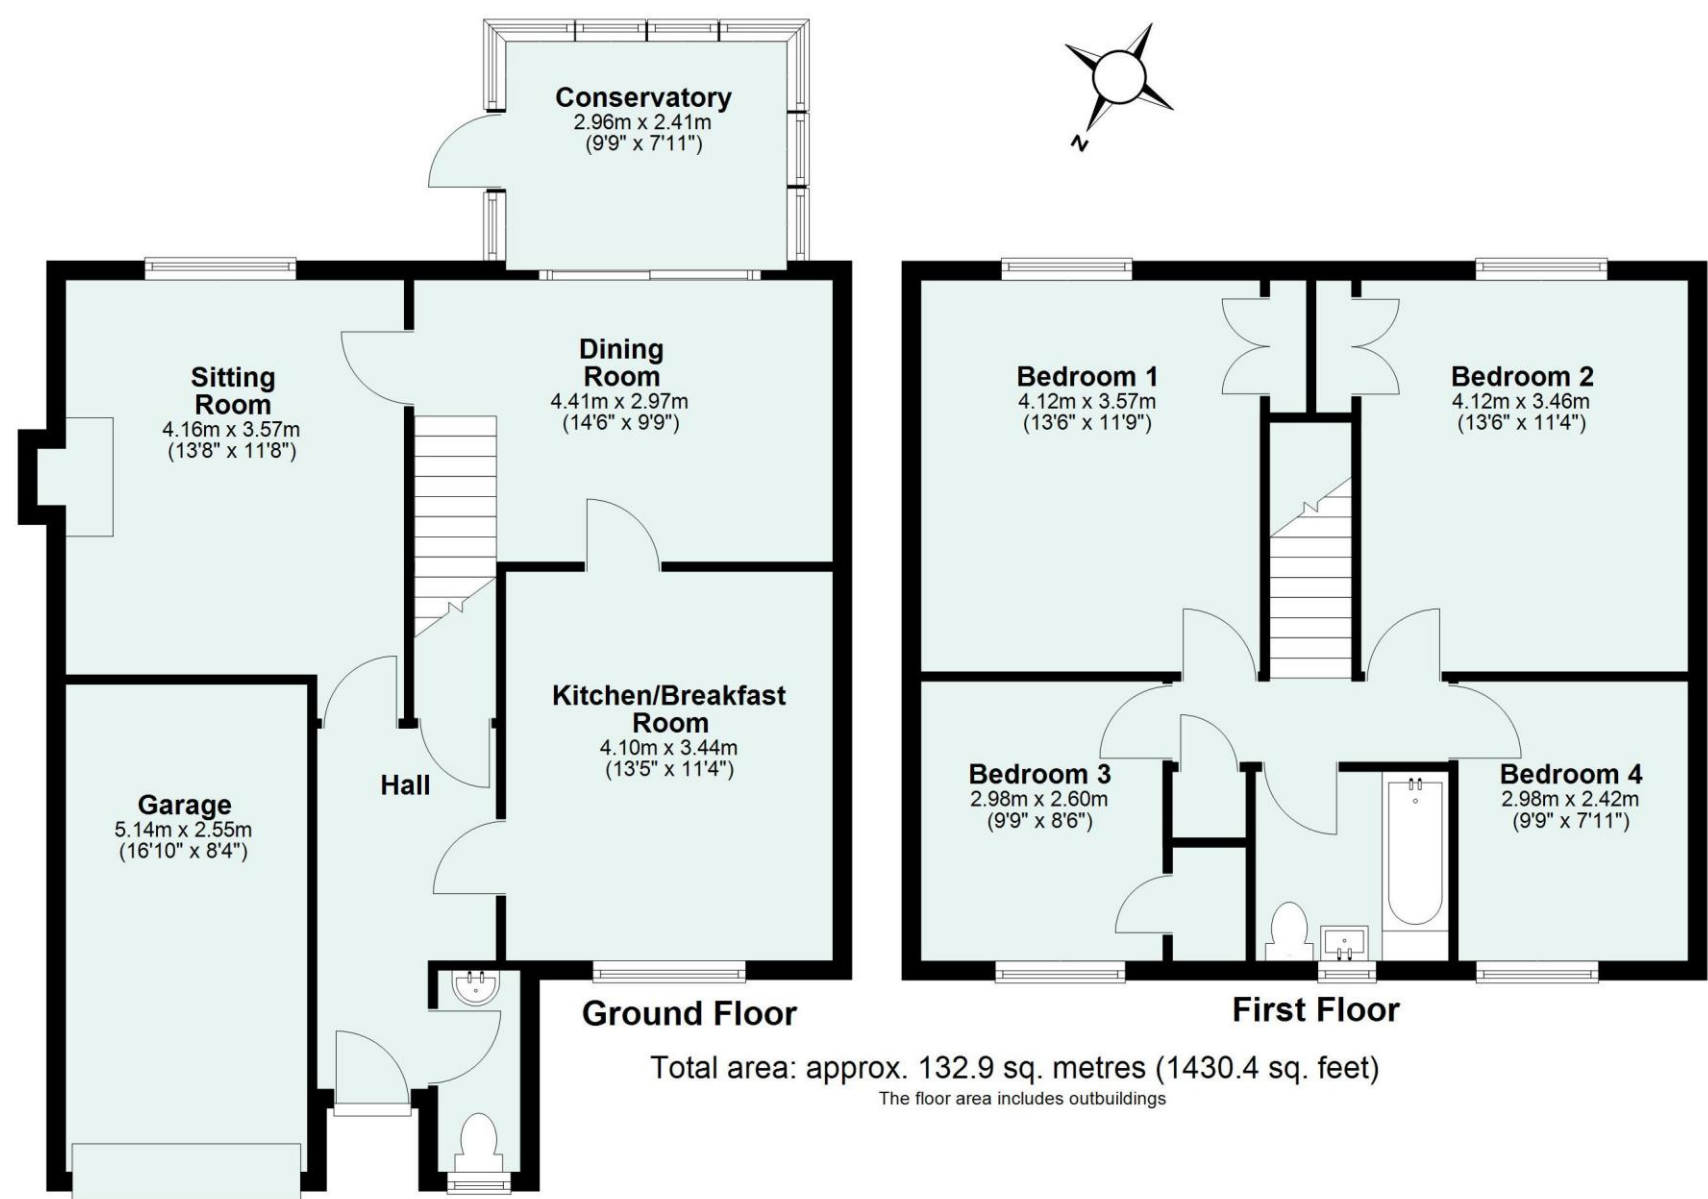 Conservatory
2.96m x 2.41m
(9'9" x 7'11")
N
Sitting
Room
4.16m x 3.57m
(13'8" x 11'8")
Dining
Room
4.41m x 2.97m
(14'6" x 9'9")
Kitchen/Breakfast
Room
4.10m x 3.44m
(13'5" x 11'4")
Hall
Garage
5.14m x 2.55m
(16'10" x 8'4")
Ground Floor
Bedroom 1
4.12m x 3.57m
(13'6" x 11'9")
Bedroom 2
4.12m x 3.46m
(13'6" x 11'4")
Bedroom 3
2.98m x 2.60m
(9'9" x 8'6")
Bedroom 4
2.98m x 2.42m
(9'9" x 7'11")
First Floor
Total area: approx. 132.9 sq. metres (1430.4 sq. feet)
The floor area includes outbuildings